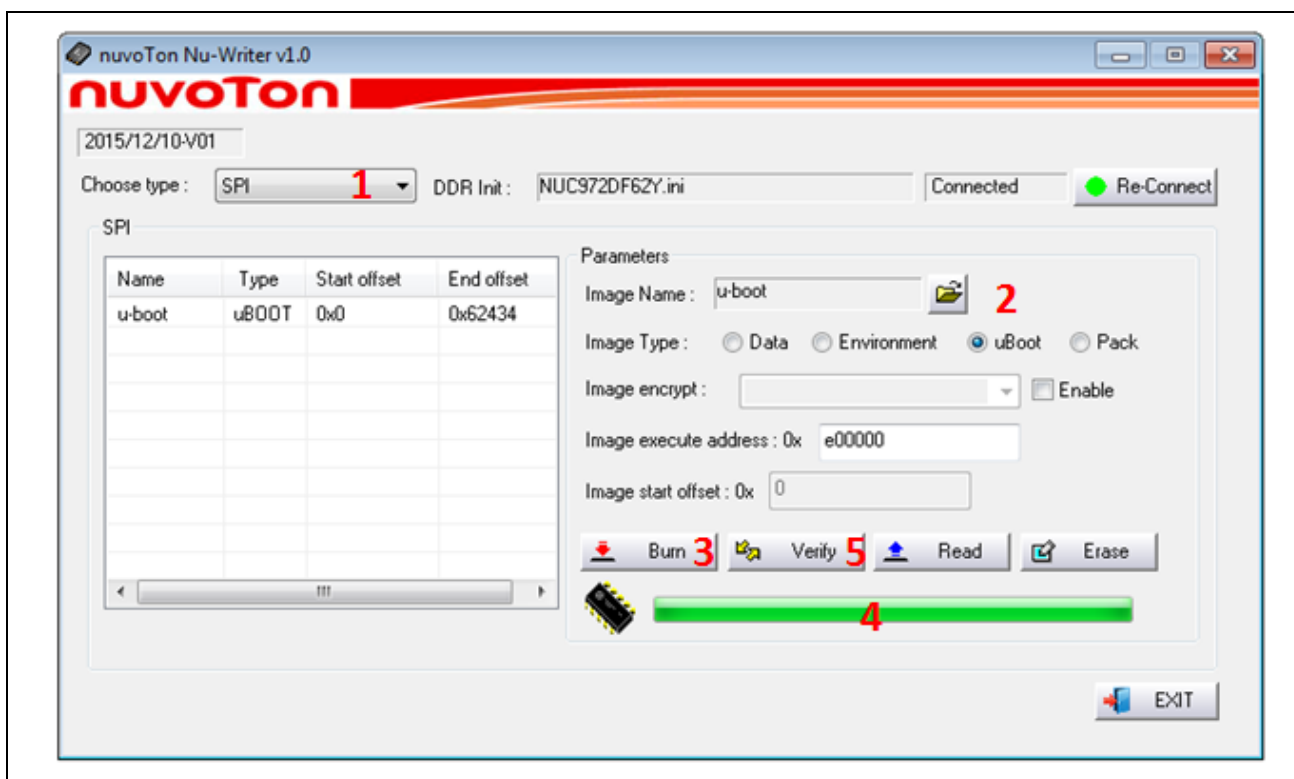 nuvoTon Nu-Writer v1.0
nuvoTon
2015/12/10-V01
Choose type : SPI 1 DDR Init : NUC972DF62Y.ini Connected Re-Connect
SPI
Name Type Start offset End offset
u-boot uBOOT 0x0 0x62434
Parameters
Image Name : u-boot 2
Image Type : Data Environment uBoot Pack
Image encrypt : Enable
Image execute address : 0x e00000
Image start offset : 0x 0
Burn 3 Verify 5 Read Erase
4
EXIT